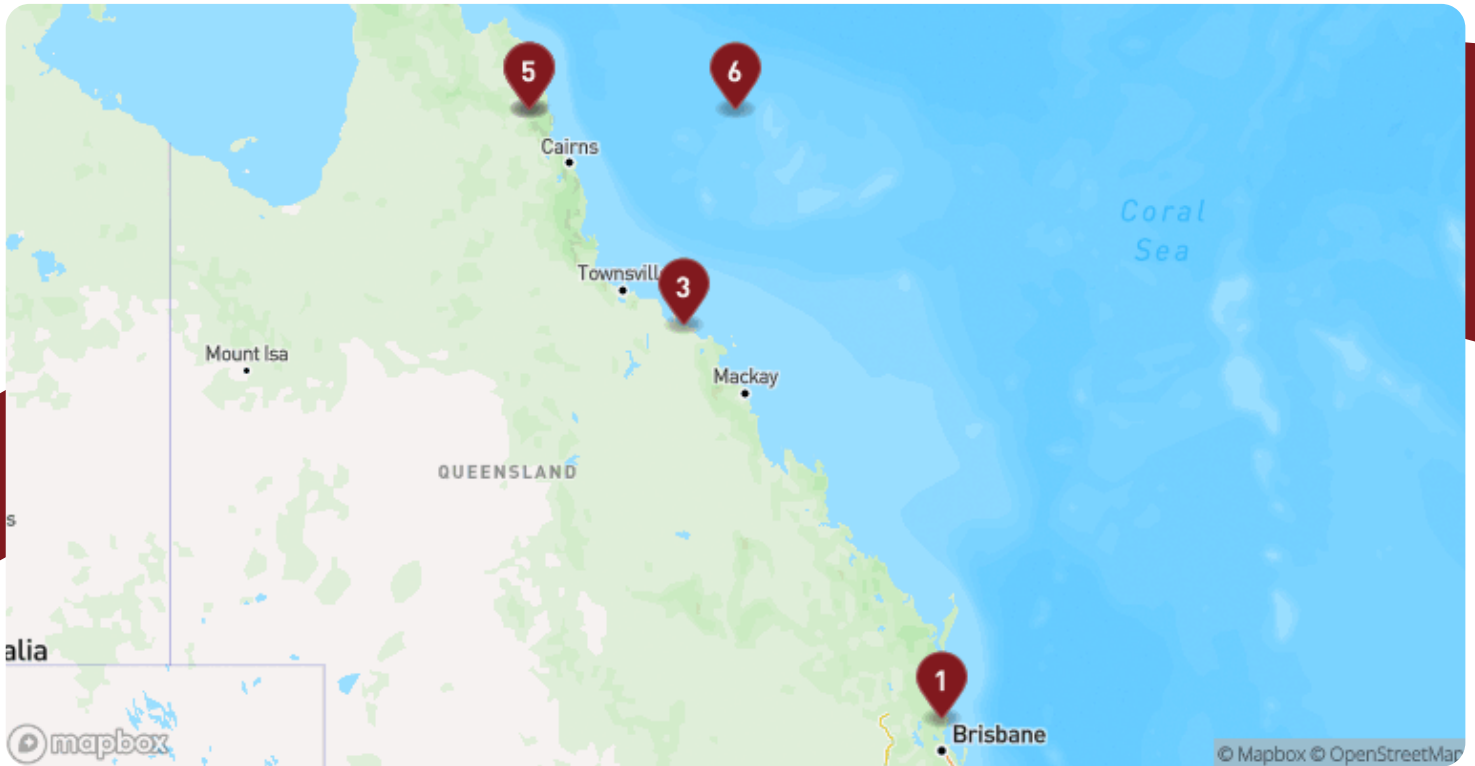 5
6
Cairns
Coral
Sea
Townsvill
3
Mount Isa
Mackay
QUEENSLAND
s
alia
1
Brisbane
mapbox
© Mapbox © OpenStreetMap